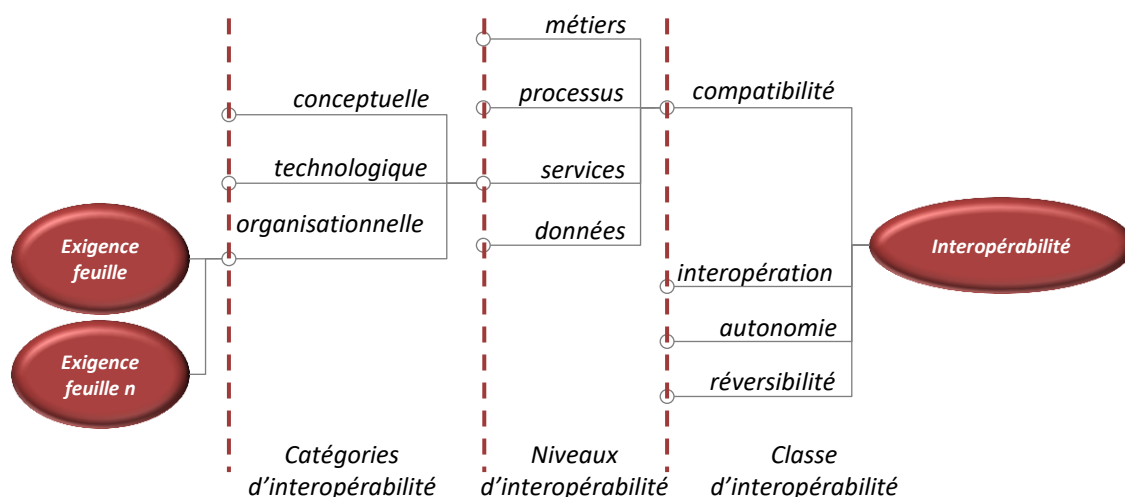 métiers
conceptuelle
processus
compatibilité
technologique
services
organisationnelle
données
Exigence
feuille
Interopérabilité
interopération
autonomie
Exigence
feuille n
réversibilité
Catégories
d’interopérabilité
Niveaux
d’interopérabilité
Classe
d’interopérabilité